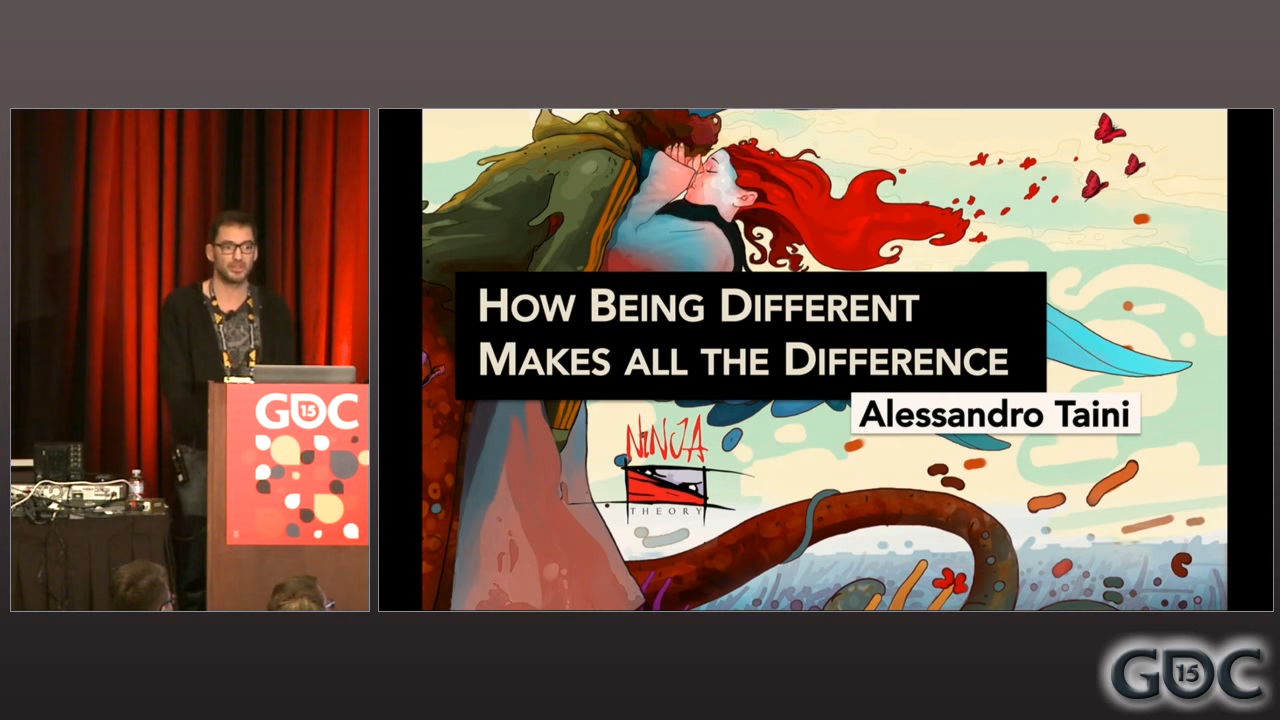 GDC
15
HOW BEING DIFFERENT
MAKES ALL THE DIFFERENCE
Alessandro Taini
NINJA
THEORY
GDC
15